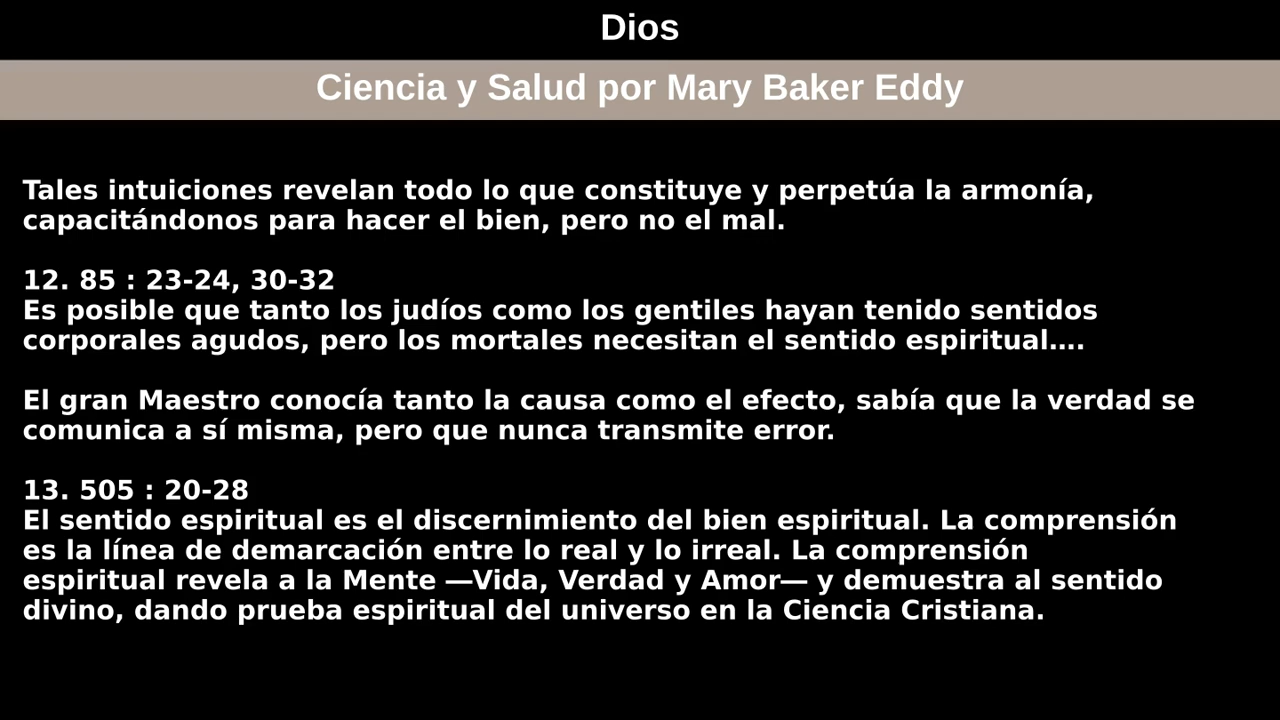 Dios
Ciencia y Salud por Mary Baker Eddy
Tales intuiciones revelan todo lo que constituye y perpetúa la armonía,
capacitándonos para hacer el bien, pero no el mal.
12. 85 : 23-24, 30-32
Es posible que tanto los judíos como los gentiles hayan tenido sentidos
corporales agudos, pero los mortales necesitan el sentido espiritual....
El gran Maestro conocía tanto la causa como el efecto, sabía que la verdad se
comunica a sí misma, pero que nunca transmite error.
13. 505 : 20-28
El sentido espiritual es el discernimiento del bien espiritual. La comprensión
es la línea de demarcación entre lo real y lo irreal. La comprensión
espiritual revela a la Mente —Vida, Verdad y Amor— y demuestra al sentido
divino, dando prueba espiritual del universo en la Ciencia Cristiana.